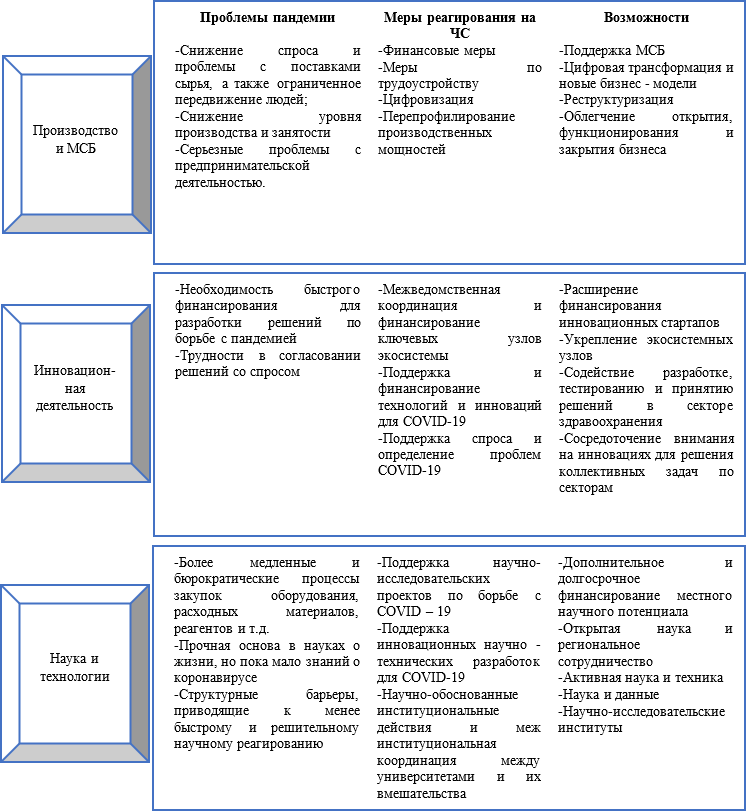 Проблемы пандемии
Меры реагирования на
ЧС
Возможности
Производство
и МСБ
-Снижение спроса и
проблемы с поставками
сырья, а также ограниченное
передвижение людей;
-Снижение уровня
производства и занятости
-Серьезные проблемы с
предпринимательской
деятельностью.
-Финансовые меры
-Меры по
трудоустройству
-Цифровизация
-Перепрофилирование
производственных
мощностей
-Поддержка МСБ
-Цифровая трансформация и
новые бизнес - модели
-Реструктуризация
-Облегчение открытия,
функционирования и
закрытия бизнеса
Инновацион-
ная
деятельность
-Необходимость быстрого
финансирования для
разработки решений по
борьбе с пандемией
-Трудности в согласовании
решений со спросом
-Межведомственная
координация и
финансирование
ключевых узлов
экосистемы
-Поддержка и
финансирование
технологий и инноваций
для COVID-19
-Поддержка спроса и
определение проблем
COVID-19
-Расширение
финансирования
инновационных стартапов
-Укрепление экосистемных
узлов
-Содействие разработке,
тестированию и принятию
решений в секторе
здравоохранения
-Сосредоточение внимания
на инновациях для решения
коллективных задач по
секторам
Наука и
технологии
-Более медленные и
бюрократические процессы
закупок оборудования,
расходных материалов,
реагентов и т.д.
-Прочная основа в науках о
жизни, но пока мало знаний о
коронавирусе
-Структурные барьеры,
приводящие к менее
быстрому и решительному
научному реагированию
-Поддержка научно-
исследовательских
проектов по борьбе с
COVID – 19
-Поддержка
инновационных научно -
технических разработок
для COVID-19
-Научно-обоснованные
институциональные
действия и меж
институциональная
координация между
университетами и их
вмешательства
-Дополнительное и
долгосрочное
финансирование местного
научного потенциала
-Открытая наука и
региональное
сотрудничество
-Активная наука и техника
-Наука и данные
-Научно-исследовательские
институты